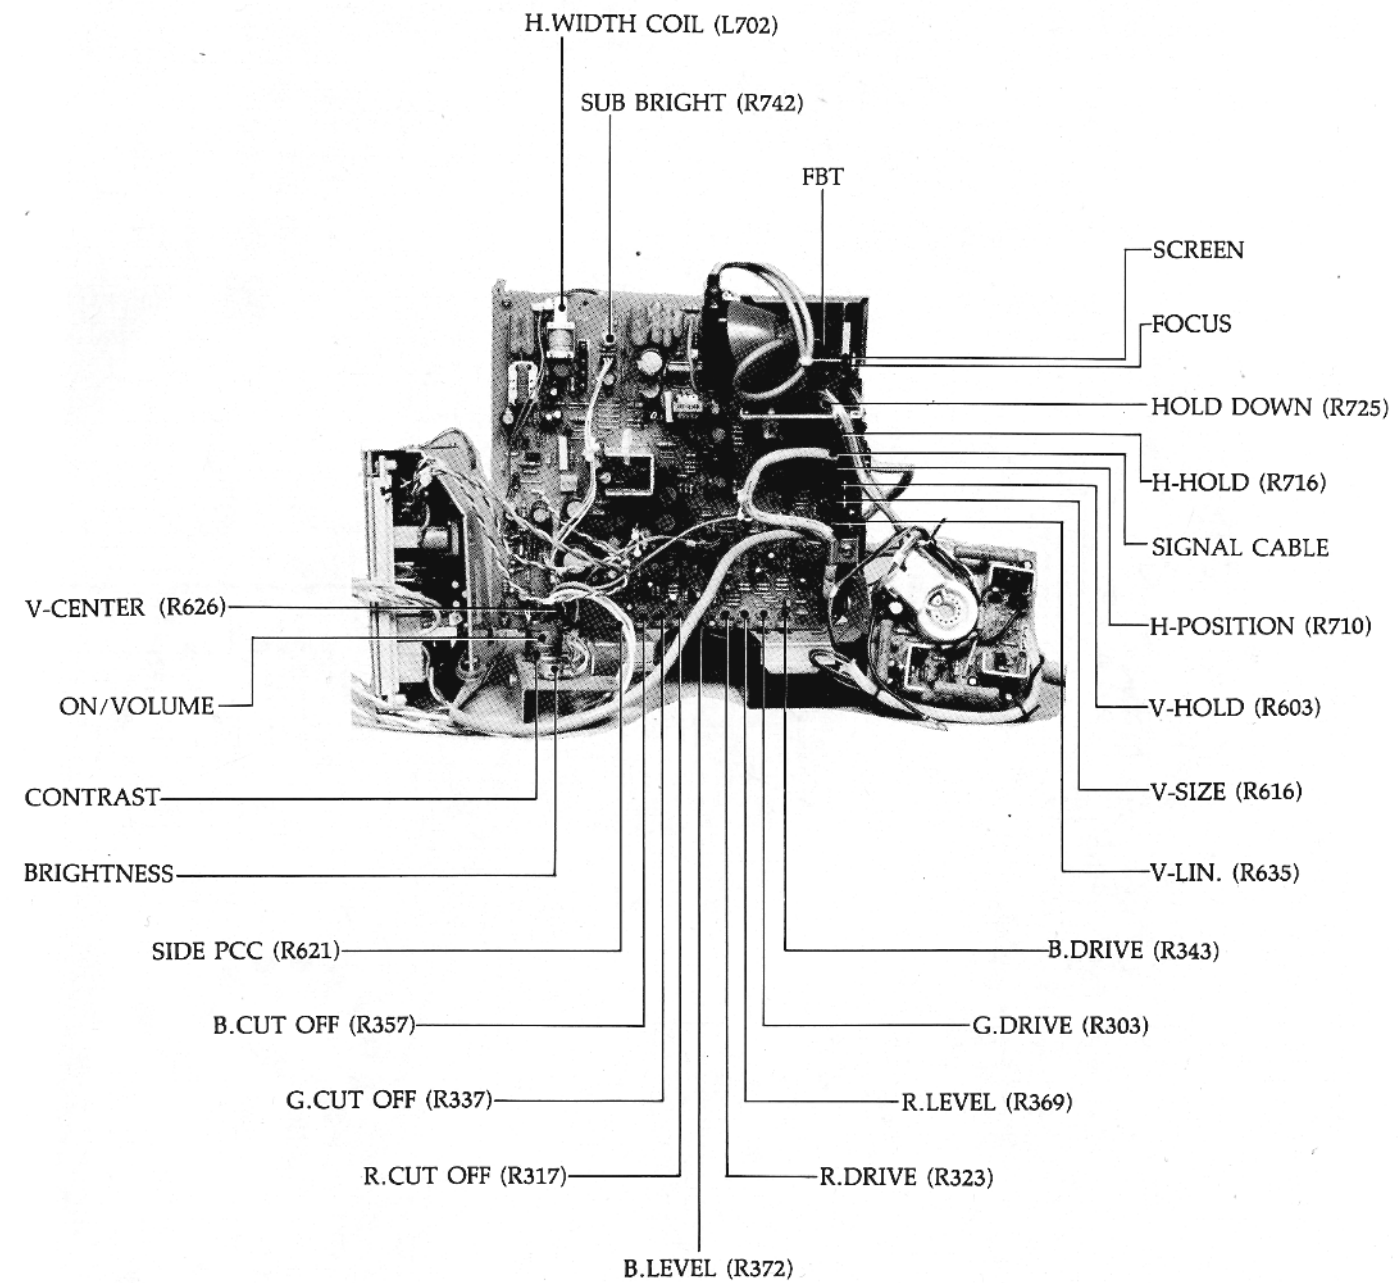 H.WIDTH COIL (L702)
SUB BRIGHT (R742)
FBT
SCREEN
FOCUS
HOLD DOWN (R725)
H-HOLD (R716)
SIGNAL CABLE
V-CENTER (R626)
H-POSITION (R710)
ON/VOLUME
V-HOLD (R603)
CONTRAST
V-SIZE (R616)
BRIGHTNESS
V-LIN. (R635)
SIDE PCC (R621)
B.DRIVE (R343)
B.CUT OFF (R357)
G.DRIVE (R303)
G.CUT OFF (R337)
R.LEVEL (R369)
R.CUT OFF (R317)
R.DRIVE (R323)
B.LEVEL (R372)